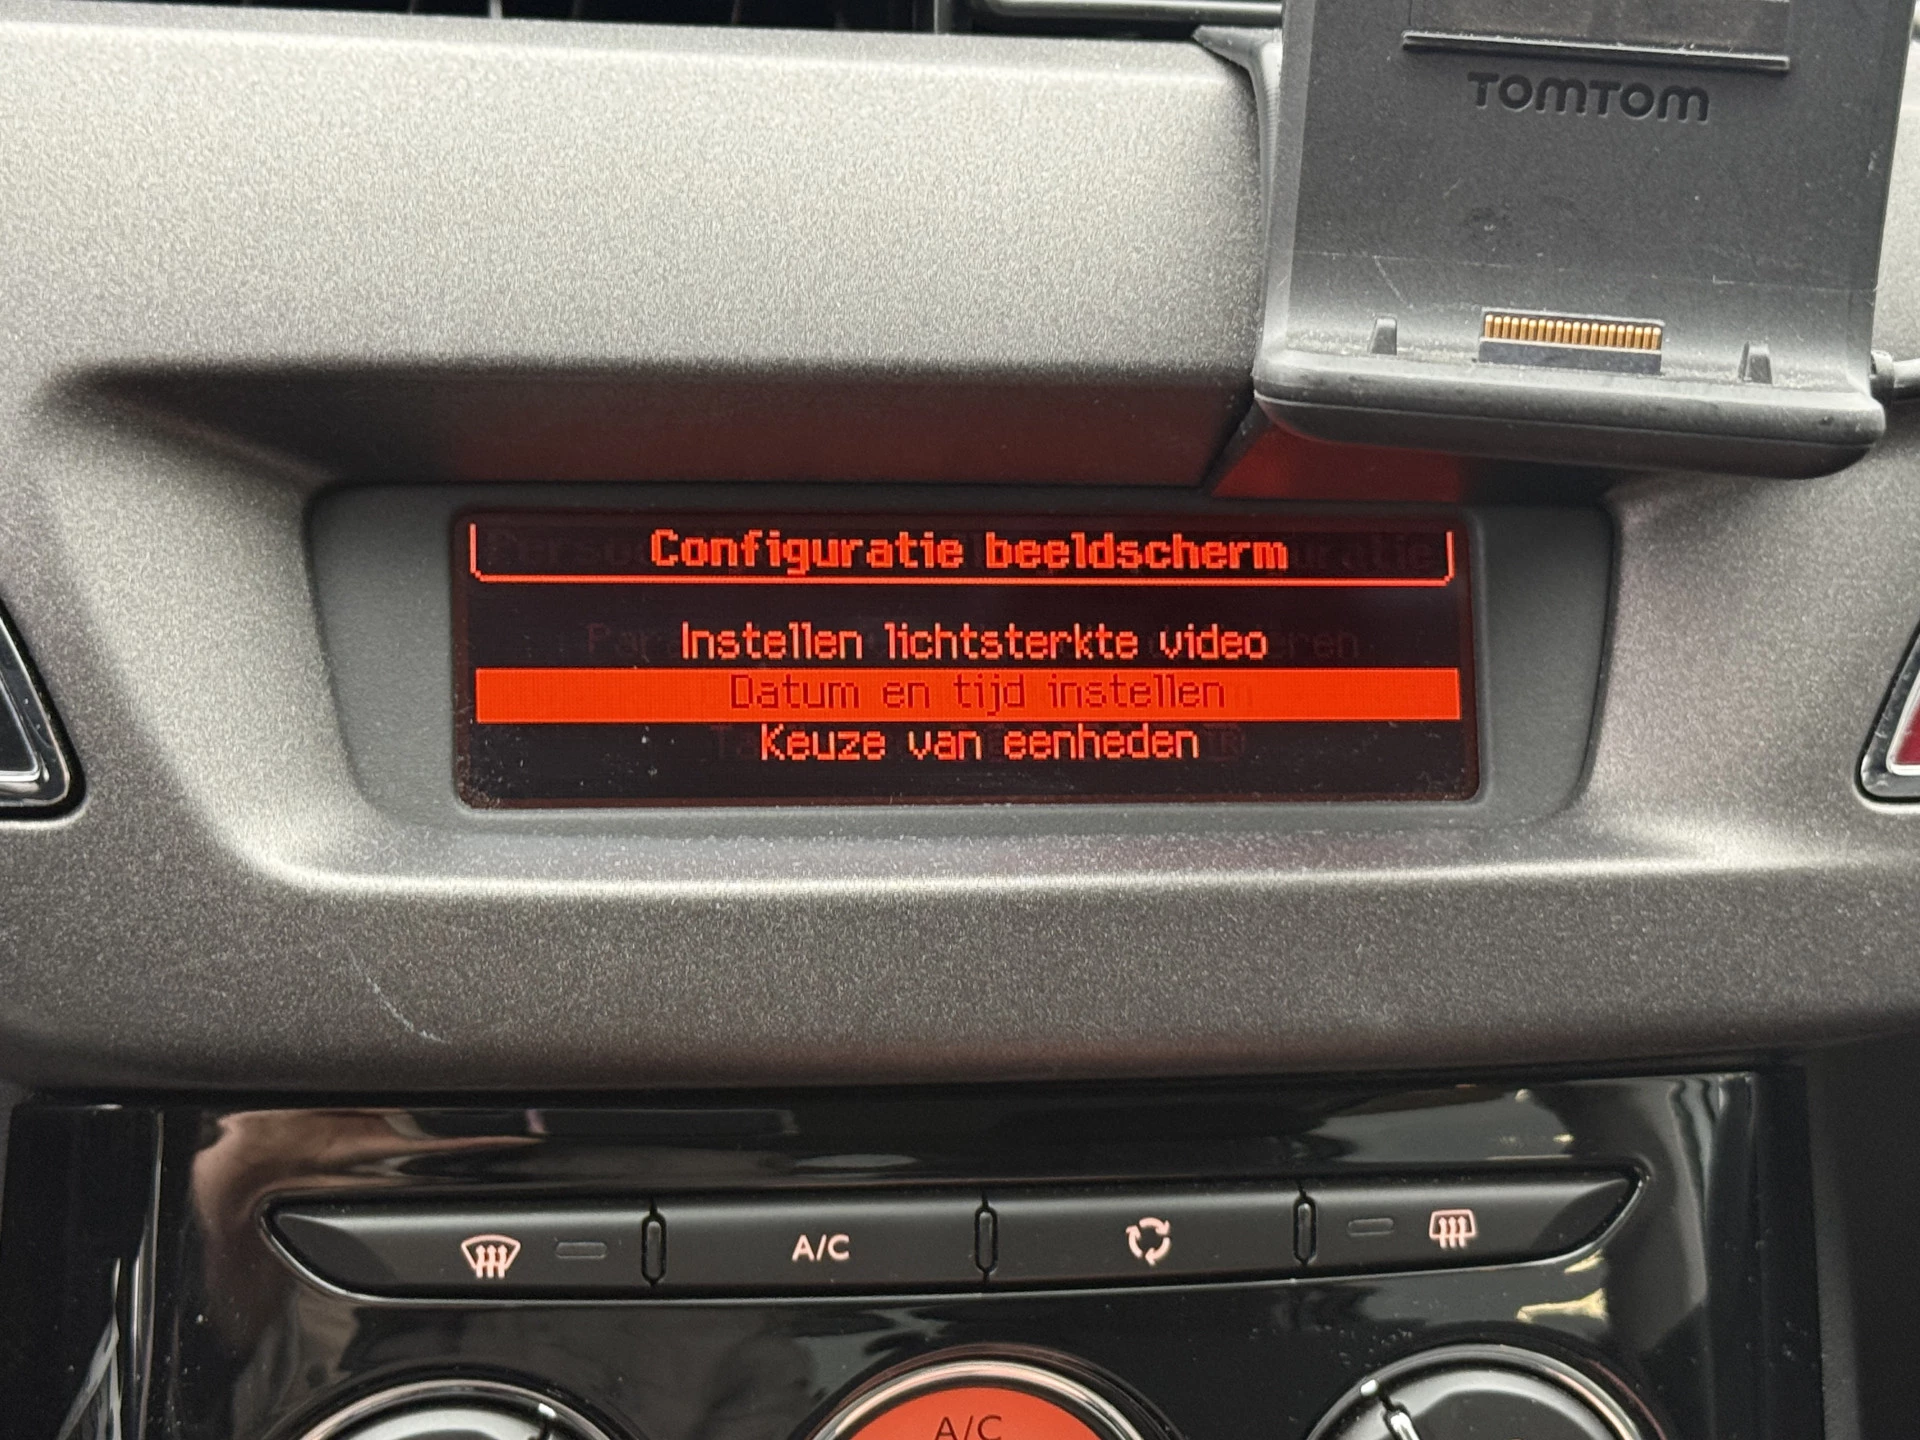 TOMTOM
Configuratie beeldscherm
Instellen lichtsterkte video
Datum en tijd instellen
Keuze van eenheden
A/C
A/C